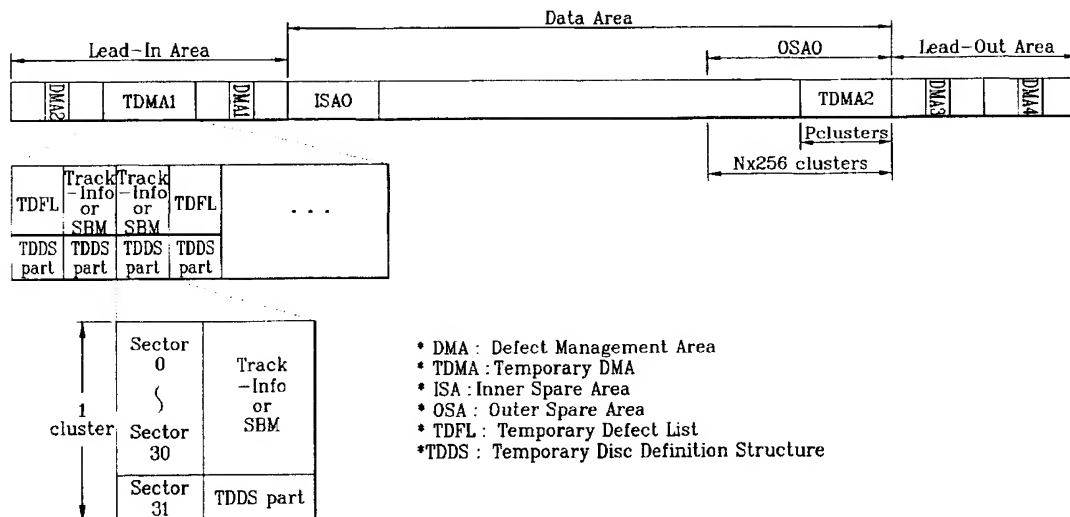 Data Area
Lead-In Area
OSA0
Lead-Out Area
DMA2
TDMA1
DMA1
ISA0
TDMA2
DMA3
DMA4
Pclusters
Nx256 clusters
TDFL
Track
-Info
or
SBM
Track
-Info
or
SBM
TDFL
. . .
TDDS
part
TDDS
part
TDDS
part
TDDS
part
1
cluster
Sector
0
Sector
30
Track
-Info
or
SBM
Sector
31
TDDS part
* DMA : Defect Management Area
* TDMA : Temporary DMA
* ISA : Inner Spare Area
* OSA : Outer Spare Area
* TDFL : Temporary Defect List
*TDDS : Temporary Disc Definition Structure